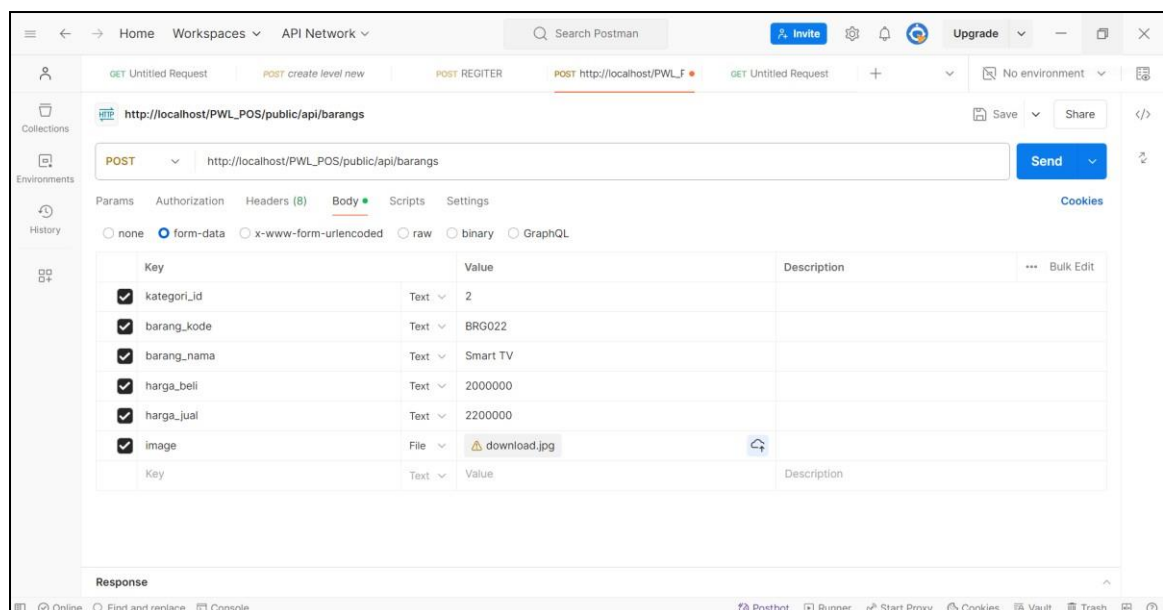 Home Workspaces API Network Search Postman Invite Upgrade
GET Untitled Request POST create level new POST REGITER POST http://localhost/PWL_F GET Untitled Request No environment
Collections
HTTP http://localhost/PWL_POS/public/api/barangs Save Share
Environments
POST http://localhost/PWL_POS/public/api/barangs Send
History
Params Authorization Headers (8) Body Scripts Settings Cookies
none form-data x-www-form-urlencoded raw binary GraphQL
Key Value Description Bulk Edit
kategori_id Text 2
barang_kode Text BRG022
barang_nama Text Smart TV
harga_beli Text 2000000
harga_jual Text 2200000
image File download.jpg
Key Text Value Description
Response
Online Find and replace Console Postbot Runner Start Proxy Cookies Vault Trash